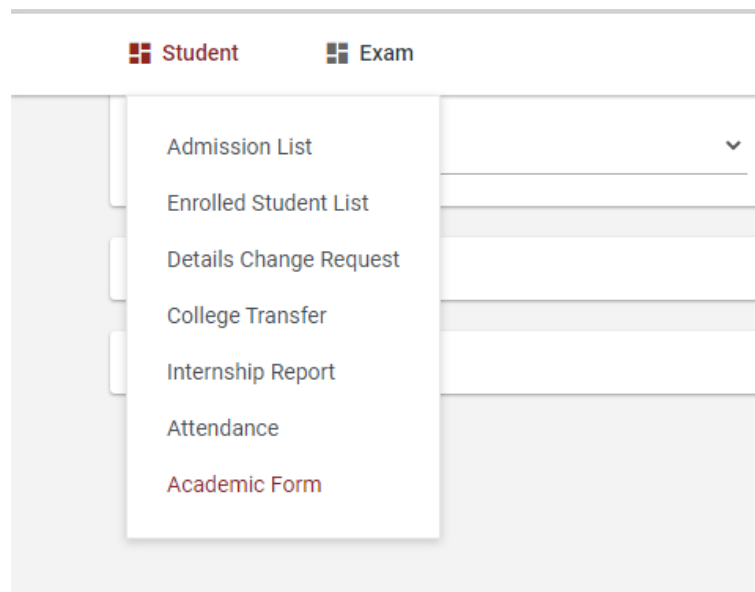 Student Exam
Admission List
Enrolled Student List
Details Change Request
College Transfer
Internship Report
Attendance
Academic Form